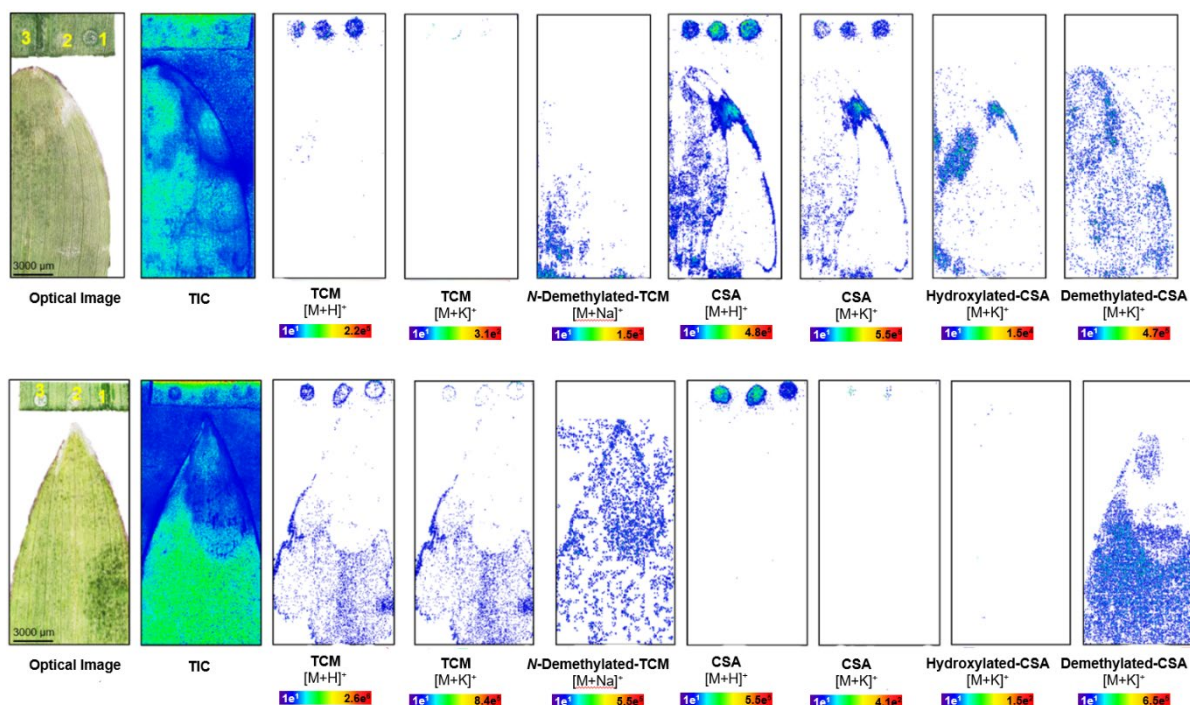 3 2 1
3000 µm
Optical Image
TIC
TCM
[M+H]+
1e¹ 2.2e⁵
TCM
[M+K]+
1e¹ 3.1e⁵
N-Demethylated-TCM
[M+Na]+
1e¹ 1.5e⁵
CSA
[M+H]+
1e¹ 4.8e⁵
CSA
[M+K]+
1e¹ 5.5e⁵
Hydroxylated-CSA
[M+K]+
1e¹ 1.5e⁵
Demethylated-CSA
[M+K]+
1e¹ 4.7e⁵
3 2 1
3000 µm
Optical Image
TIC
TCM
[M+H]+
1e¹ 2.6e⁵
TCM
[M+K]+
1e¹ 8.4e⁵
N-Demethylated-TCM
[M+Na]+
1e¹ 5.5e⁵
CSA
[M+H]+
1e¹ 5.5e⁵
CSA
[M+K]+
1e¹ 4.1e⁵
Hydroxylated-CSA
[M+K]+
1e¹ 1.5e⁵
Demethylated-CSA
[M+K]+
1e¹ 6.5e⁵